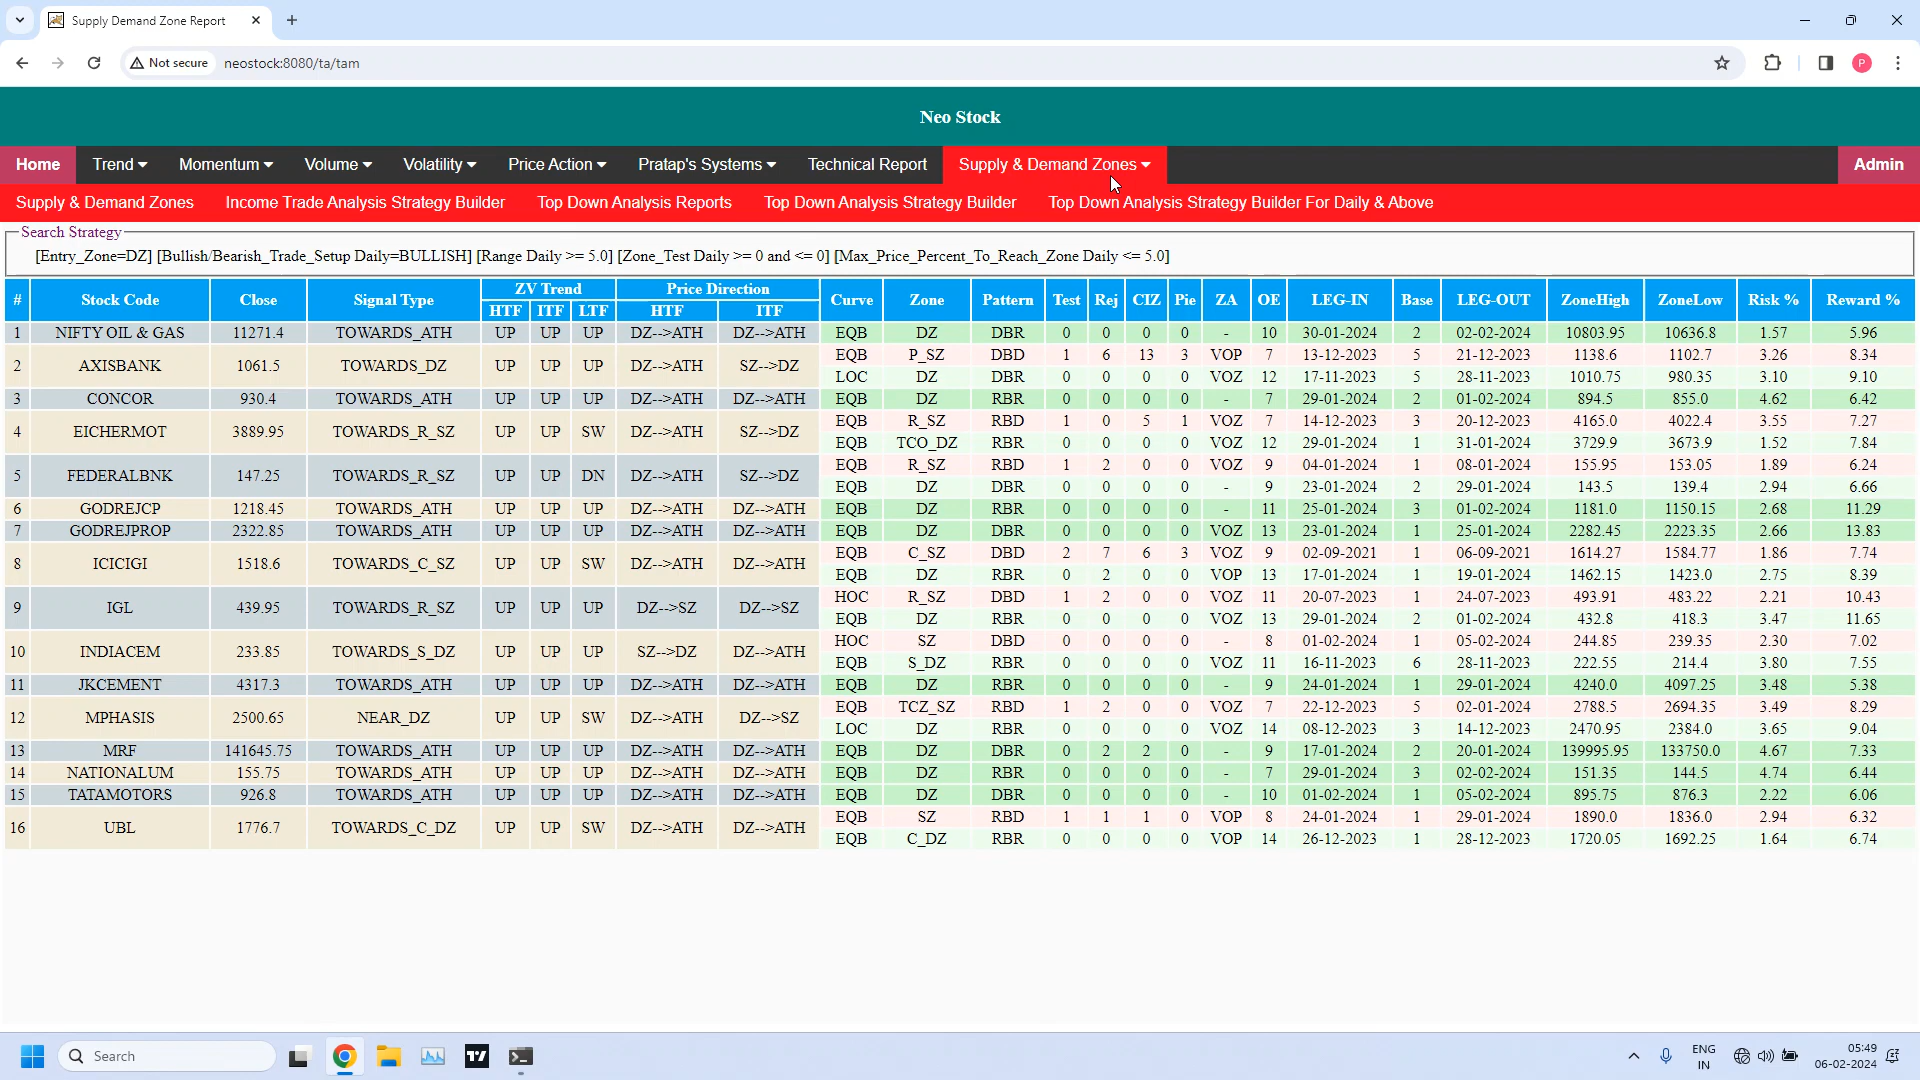 Supply Demand Zone Report
Not secure neostock:8080/ta/tam P
Neo Stock
Home Trend Momentum Volume Volatility Price Action Pratap's Systems Technical Report Supply & Demand Zones Admin
Supply & Demand Zones Income Trade Analysis Strategy Builder Top Down Analysis Reports Top Down Analysis Strategy Builder Top Down Analysis Strategy Builder For Daily & Above
Search Strategy
[Entry_Zone=DZ] [Bullish/Bearish_Trade_Setup Daily=BULLISH] [Range Daily >= 5.0] [Zone_Test Daily >= 0 and <= 0] [Max_Price_Percent_To_Reach_Zone Daily <= 5.0]
# Stock Code Close Signal Type ZV Trend Price Direction Curve Zone Pattern Test Rej CIZ Pie ZA OE LEG-IN Base LEG-OUT ZoneHigh ZoneLow Risk % Reward %
HTF ITF LTF HTF ITF
1 NIFTY OIL & GAS 11271.4 TOWARDS_ATH UP UP UP DZ-->ATH DZ-->ATH EQB DZ DBR 0 0 0 0 - 10 30-01-2024 2 02-02-2024 10803.95 10636.8 1.57 5.96
2 AXISBANK 1061.5 TOWARDS_DZ UP UP UP DZ-->ATH SZ-->DZ EQB P_SZ DBD 1 6 13 3 VOP 7 13-12-2023 5 21-12-2023 1138.6 1102.7 3.26 8.34
LOC DZ DBR 0 0 0 0 VOZ 12 17-11-2023 5 28-11-2023 1010.75 980.35 3.10 9.10
3 CONCOR 930.4 TOWARDS_ATH UP UP UP DZ-->ATH DZ-->ATH EQB DZ RBR 0 0 0 0 - 7 29-01-2024 2 01-02-2024 894.5 855.0 4.62 6.42
4 EICHERMOT 3889.95 TOWARDS_R_SZ UP UP SW DZ-->ATH SZ-->DZ EQB R_SZ RBD 1 0 5 1 VOZ 7 14-12-2023 3 20-12-2023 4165.0 4022.4 3.55 7.27
EQB TCO_DZ RBR 0 0 0 0 VOZ 12 29-01-2024 1 31-01-2024 3729.9 3673.9 1.52 7.84
5 FEDERALBNK 147.25 TOWARDS_R_SZ UP UP DN DZ-->ATH SZ-->DZ EQB R_SZ RBD 1 2 0 0 VOZ 9 04-01-2024 1 08-01-2024 155.95 153.05 1.89 6.24
EQB DZ DBR 0 0 0 0 - 9 23-01-2024 2 29-01-2024 143.5 139.4 2.94 6.66
6 GODREJCP 1218.45 TOWARDS_ATH UP UP UP DZ-->ATH DZ-->ATH EQB DZ RBR 0 0 0 0 - 11 25-01-2024 3 01-02-2024 1181.0 1150.15 2.68 11.29
7 GODREJPROP 2322.85 TOWARDS_ATH UP UP UP DZ-->ATH DZ-->ATH EQB DZ DBR 0 0 0 0 VOZ 13 23-01-2024 1 25-01-2024 2282.45 2223.35 2.66 13.83
8 ICICIGI 1518.6 TOWARDS_C_SZ UP UP SW DZ-->ATH DZ-->ATH EQB C_SZ DBD 2 7 6 3 VOZ 9 02-09-2021 1 06-09-2021 1614.27 1584.77 1.86 7.74
EQB DZ RBR 0 2 0 0 VOP 13 17-01-2024 1 19-01-2024 1462.15 1423.0 2.75 8.39
9 IGL 439.95 TOWARDS_R_SZ UP UP UP DZ-->SZ DZ-->SZ HOC R_SZ DBD 1 2 0 0 VOZ 11 20-07-2023 1 24-07-2023 493.91 483.22 2.21 10.43
EQB DZ RBR 0 0 0 0 VOZ 13 29-01-2024 2 01-02-2024 432.8 418.3 3.47 11.65
10 INDIACEM 233.85 TOWARDS_S_DZ UP UP UP SZ-->DZ DZ-->ATH HOC SZ DBD 0 0 0 0 - 8 01-02-2024 1 05-02-2024 244.85 239.35 2.30 7.02
EQB S_DZ RBR 0 0 0 0 VOZ 11 16-11-2023 6 28-11-2023 222.55 214.4 3.80 7.55
11 JKCEMENT 4317.3 TOWARDS_ATH UP UP UP DZ-->ATH DZ-->ATH EQB DZ RBR 0 0 0 0 - 9 24-01-2024 1 29-01-2024 4240.0 4097.25 3.48 5.38
12 MPHASIS 2500.65 NEAR_DZ UP UP SW DZ-->ATH DZ-->SZ EQB TCZ_SZ RBD 1 2 0 0 VOZ 7 22-12-2023 5 02-01-2024 2788.5 2694.35 3.49 8.29
LOC DZ RBR 0 0 0 0 VOZ 14 08-12-2023 3 14-12-2023 2470.95 2384.0 3.65 9.04
13 MRF 141645.75 TOWARDS_ATH UP UP UP DZ-->ATH DZ-->ATH EQB DZ DBR 0 2 2 0 - 9 17-01-2024 2 20-01-2024 139995.95 133750.0 4.67 7.33
14 NATIONALUM 155.75 TOWARDS_ATH UP UP UP DZ-->ATH DZ-->ATH EQB DZ RBR 0 0 0 0 - 7 29-01-2024 3 02-02-2024 151.35 144.5 4.74 6.44
15 TATAMOTORS 926.8 TOWARDS_ATH UP UP UP DZ-->ATH DZ-->ATH EQB DZ DBR 0 0 0 0 - 10 01-02-2024 1 05-02-2024 895.75 876.3 2.22 6.06
16 UBL 1776.7 TOWARDS_C_DZ UP UP SW DZ-->ATH DZ-->ATH EQB SZ RBD 1 1 1 0 VOP 8 24-01-2024 1 29-01-2024 1890.0 1836.0 2.94 6.32
EQB C_DZ RBR 0 0 0 0 VOP 14 26-12-2023 1 28-12-2023 1720.05 1692.25 1.64 6.74
Search ENG 05:49
IN 06-02-2024